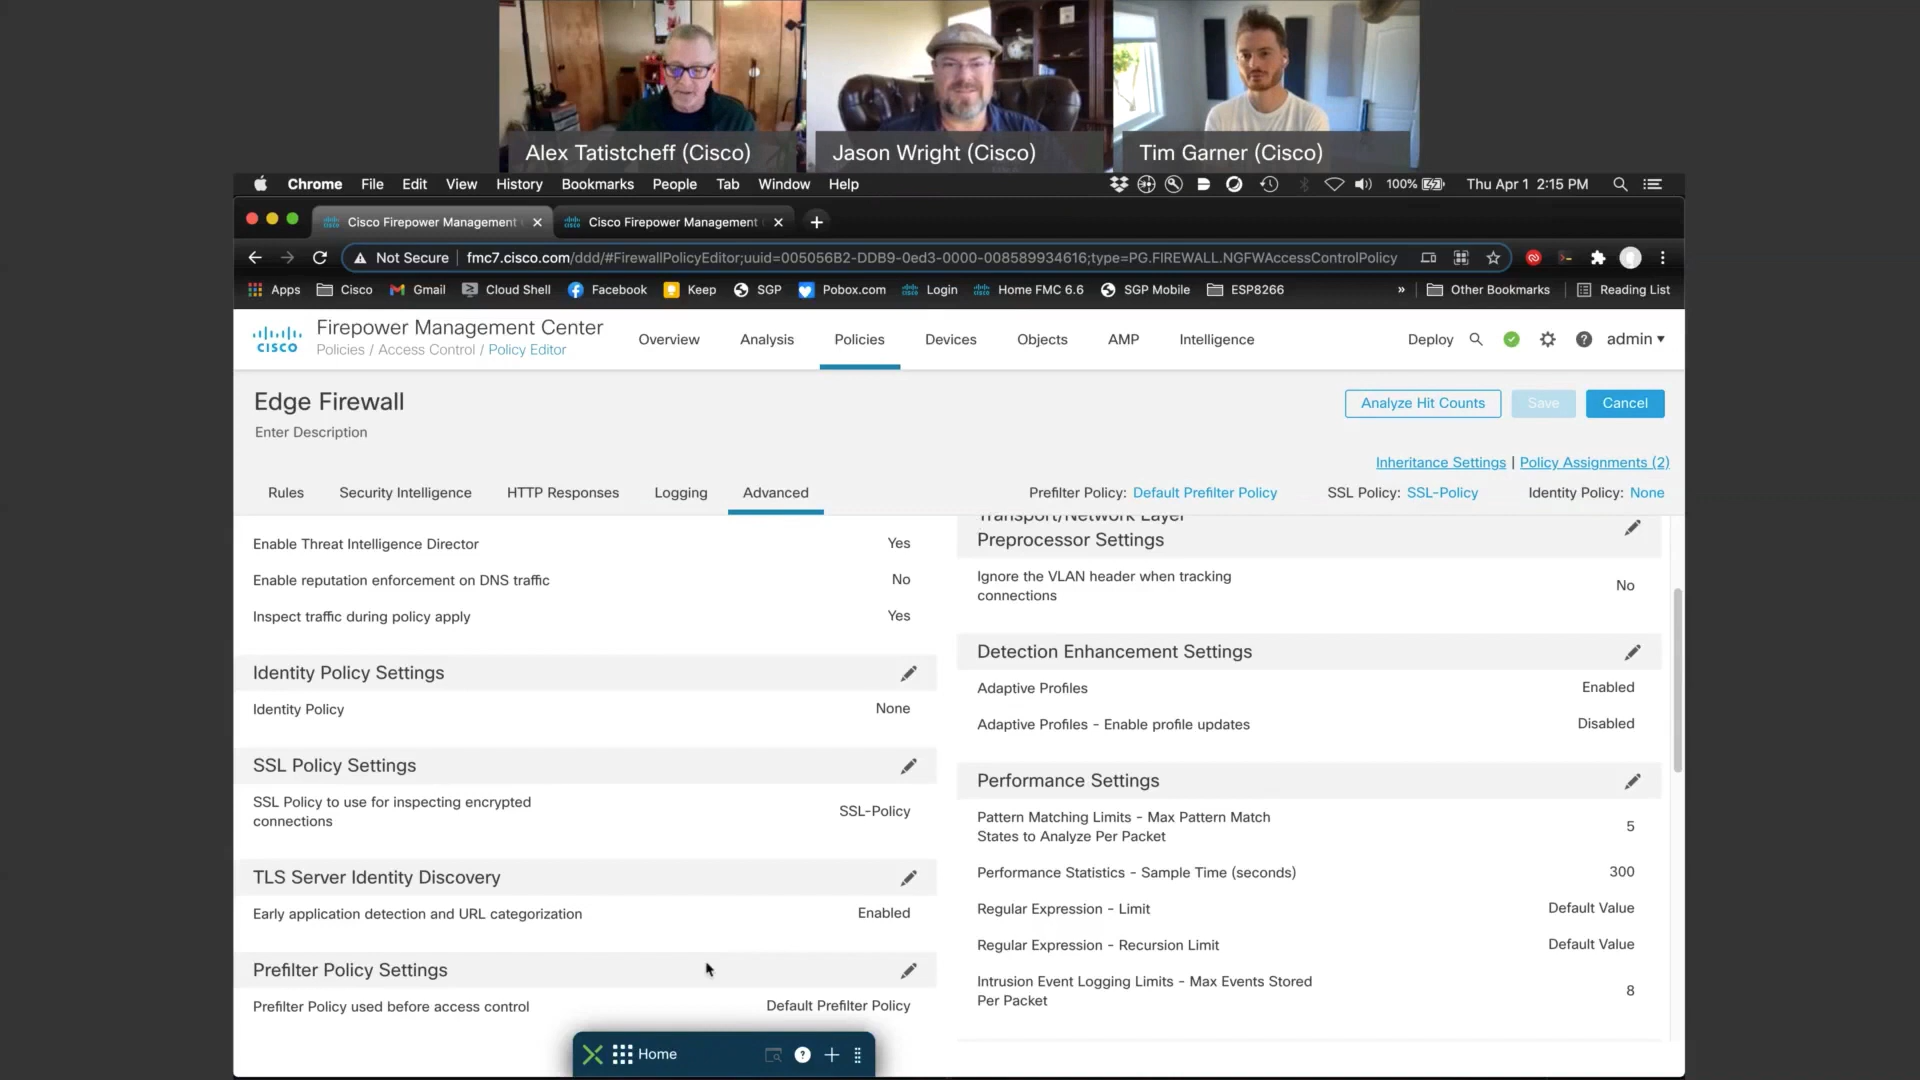 Alex Tatistcheff (Cisco)
Jason Wright (Cisco)
Tim Garner (Cisco)
Chrome File Edit View History Bookmarks People Tab Window Help
100% Thu Apr 1 2:15 PM
Cisco Firepower Management
Cisco Firepower Management
Not Secure fmc7.cisco.com/ddd/#FirewallPolicyEditor;uuid=005056B2-DDB9-0ed3-0000-008589934616;type=PG.FIREWALL.NGFWAccessControlPolicy
Apps Cisco Gmail Cloud Shell Facebook Keep SGP Pobox.com Login Home FMC 6.6 SGP Mobile ESP8266 » Other Bookmarks Reading List
CISCO
Firepower Management Center
Policies / Access Control / Policy Editor
Overview Analysis Policies Devices Objects AMP Intelligence
Deploy admin
Edge Firewall
Enter Description
Analyze Hit Counts Save Cancel
Inheritance Settings | Policy Assignments (2)
Rules Security Intelligence HTTP Responses Logging Advanced
Prefilter Policy: Default Prefilter Policy SSL Policy: SSL-Policy Identity Policy: None
Enable Threat Intelligence Director Yes
Enable reputation enforcement on DNS traffic No
Inspect traffic during policy apply Yes
Identity Policy Settings
Identity Policy None
SSL Policy Settings
SSL Policy to use for inspecting encrypted
connections
SSL-Policy
TLS Server Identity Discovery
Early application detection and URL categorization Enabled
Prefilter Policy Settings
Prefilter Policy used before access control Default Prefilter Policy
Transport/Network Layer
Preprocessor Settings
Ignore the VLAN header when tracking
connections
No
Detection Enhancement Settings
Adaptive Profiles Enabled
Adaptive Profiles - Enable profile updates Disabled
Performance Settings
Pattern Matching Limits - Max Pattern Match
States to Analyze Per Packet
5
Performance Statistics - Sample Time (seconds) 300
Regular Expression - Limit Default Value
Regular Expression - Recursion Limit Default Value
Intrusion Event Logging Limits - Max Events Stored
Per Packet
8
Home